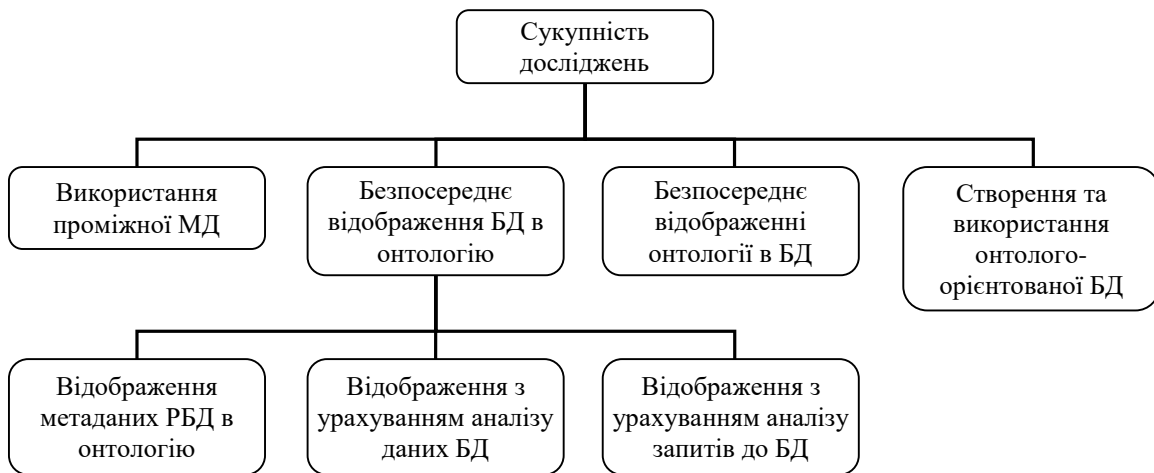 Сукупність
досліджень
Використання
проміжної МД
Безпосереднє
відображення БД в
онтологію
Безпосереднє
відображенні
онтології в БД
Створення та
використання
онтолого-
орієнтованої БД
Відображення
метаданих РБД в
онтологію
Відображення з
урахуванням аналізу
даних БД
Відображення з
урахуванням аналізу
запитів до БД